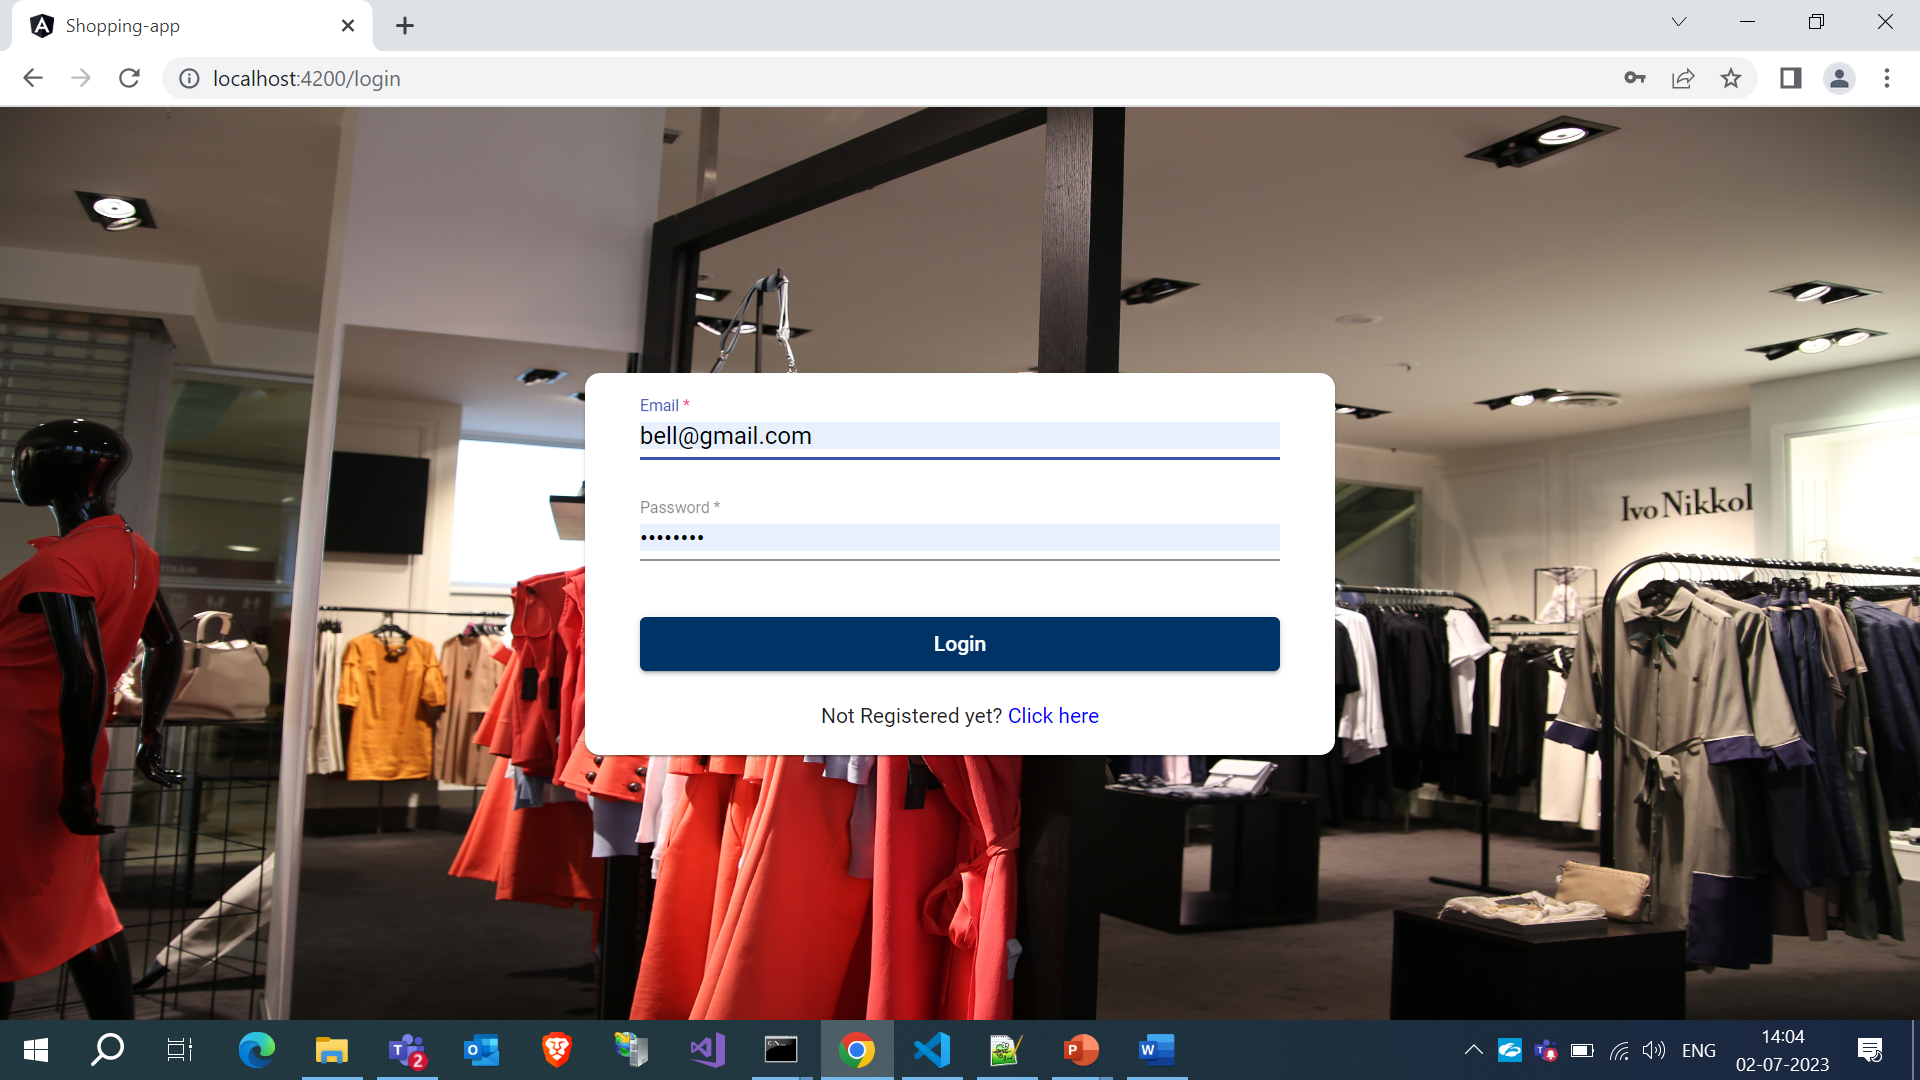 Shopping-app
localhost:4200/login
Ivo Nikkol
Email *
bell@gmail.com
Password *
••••••••
Login
Not Registered yet? Click here
2
ENG
14:04
02-07-2023